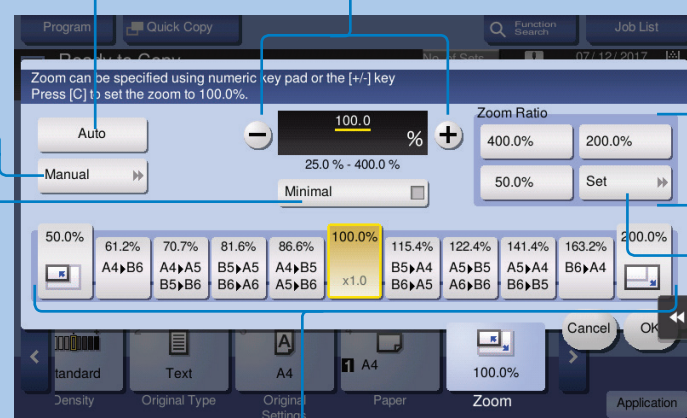 Program
Quick Copy
Function
Search
Job List
Ready to Copy
No. of Sets
07/12/2017
Zoom can be specified using numeric key pad or the [+/-] key
Press [C] to set the zoom to 100.0%.
Auto
Manual
−
100.0
%
+
25.0 % - 400.0 %
Minimal
Zoom Ratio
400.0%
200.0%
50.0%
Set
50.0%
61.2%
A4▸B6
70.7%
A4▸A5
B5▸B6
81.6%
B5▸A5
B6▸A6
86.6%
A4▸B5
A5▸B6
100.0%
x1.0
115.4%
B5▸A4
B6▸A5
122.4%
A5▸B5
A6▸B6
141.4%
A5▸A4
B6▸B5
163.2%
B6▸A4
200.0%
Cancel
OK
tandard
Density
Text
Original Type
A4
Original
Settings
1 A4
Paper
100.0%
Zoom
Application